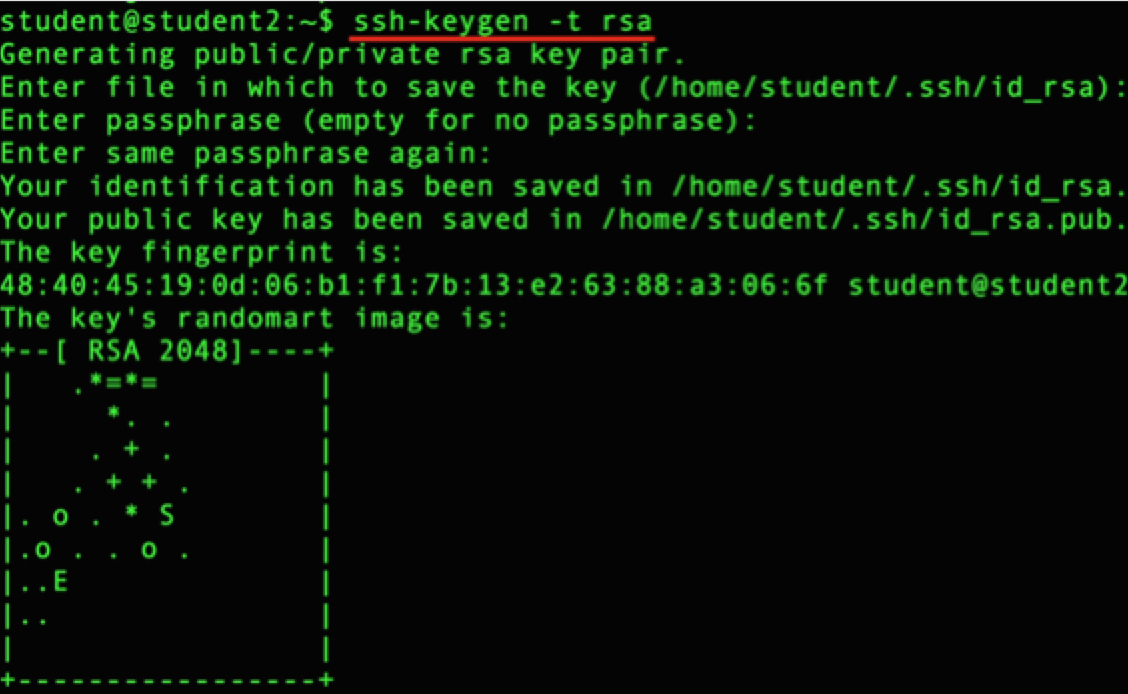 student@student2:~$ ssh-keygen -t rsa
Generating public/private rsa key pair.
Enter file in which to save the key (/home/student/.ssh/id_rsa):
Enter passphrase (empty for no passphrase):
Enter same passphrase again:
Your identification has been saved in /home/student/.ssh/id_rsa.
Your public key has been saved in /home/student/.ssh/id_rsa.pub.
The key fingerprint is:
48:40:45:19:0d:06:b1:f1:7b:13:e2:63:88:a3:06:6f student@student2
The key's randomart image is:
+--[ RSA 2048]----+
|    .*=*=        |
|      *. .       |
|     . + .       |
|    . + + .      |
|. o . * S        |
|.o . . o .       |
|..E              |
|..               |
|                 |
+-----------------+